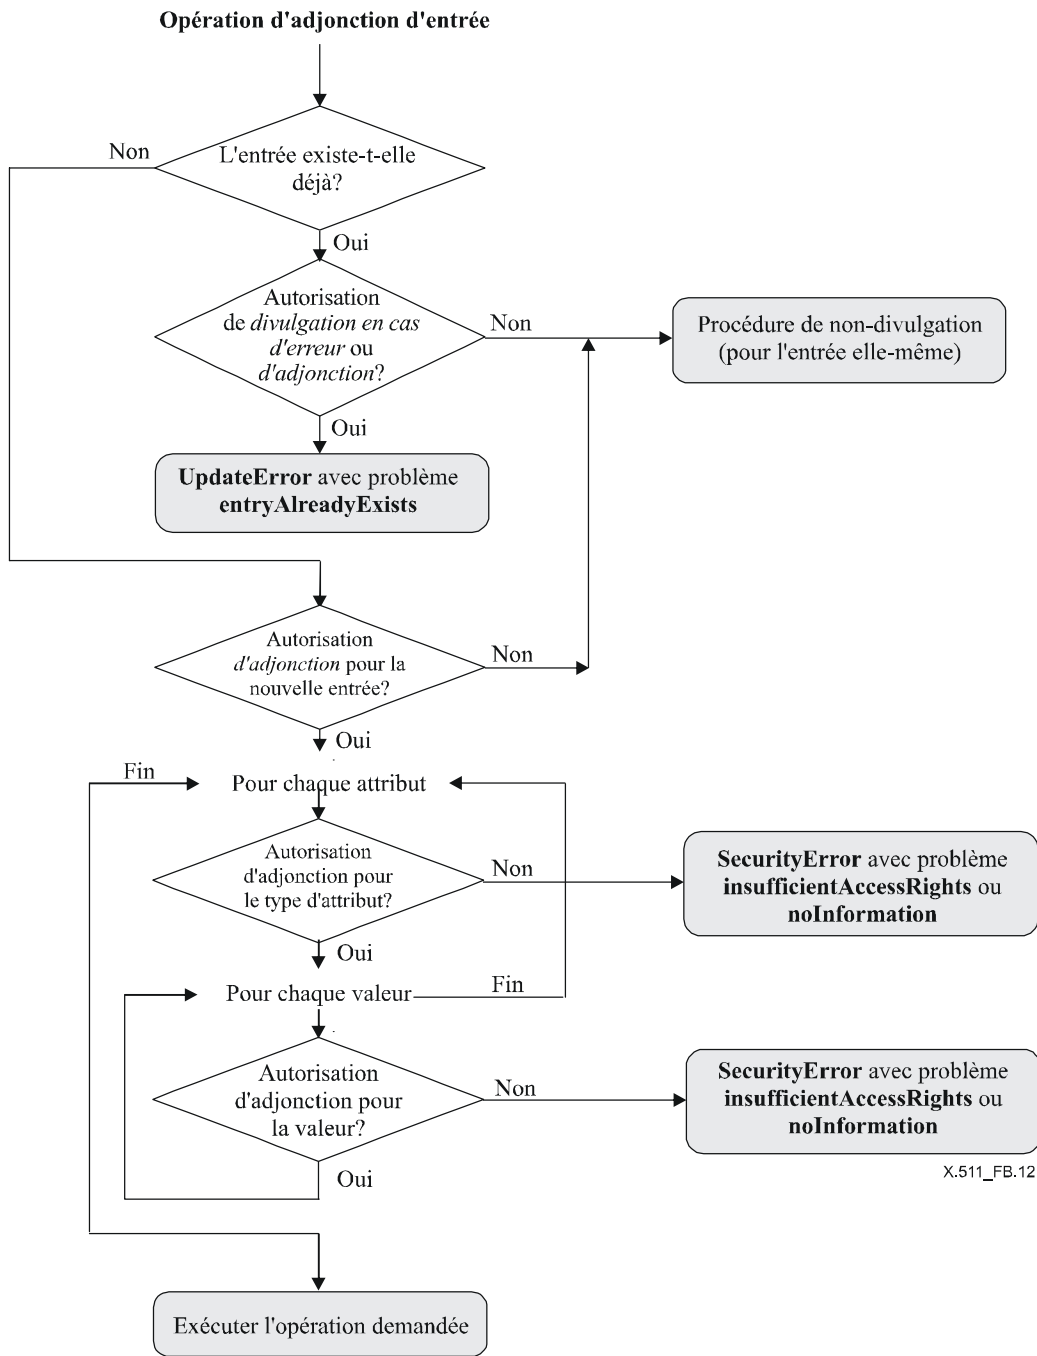 Opération d'adjonction d'entrée
Non
L'entrée existe-t-elle
déjà?
Oui
Autorisation
de divulgation en cas
d'erreur ou
d'adjonction?
Non
Procédure de non-divulgation
(pour l'entrée elle-même)
Oui
UpdateError avec problème
entryAlreadyExists
Autorisation
d'adjonction pour la
nouvelle entrée?
Non
Oui
Fin
Pour chaque attribut
Autorisation
d'adjonction pour
le type d'attribut?
Non
SecurityError avec problème
insufficientAccessRights ou
noInformation
Oui
Pour chaque valeur
Fin
Autorisation
d'adjonction pour
la valeur?
Non
SecurityError avec problème
insufficientAccessRights ou
noInformation
Oui
X.511_FB.12
Exécuter l'opération demandée